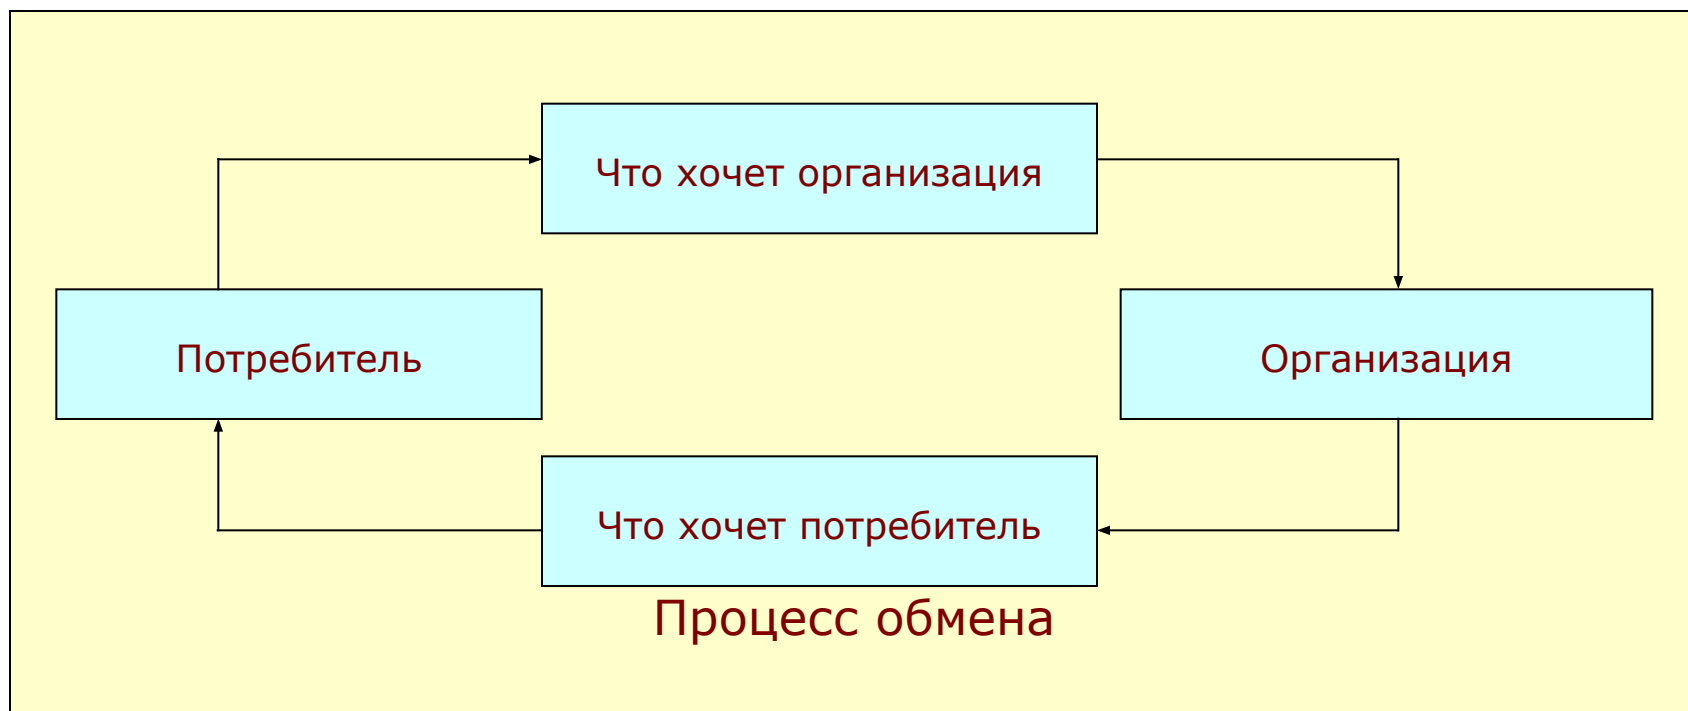 Что хочет организация
Потребитель
Организация
Что хочет потребитель
Процесс обмена